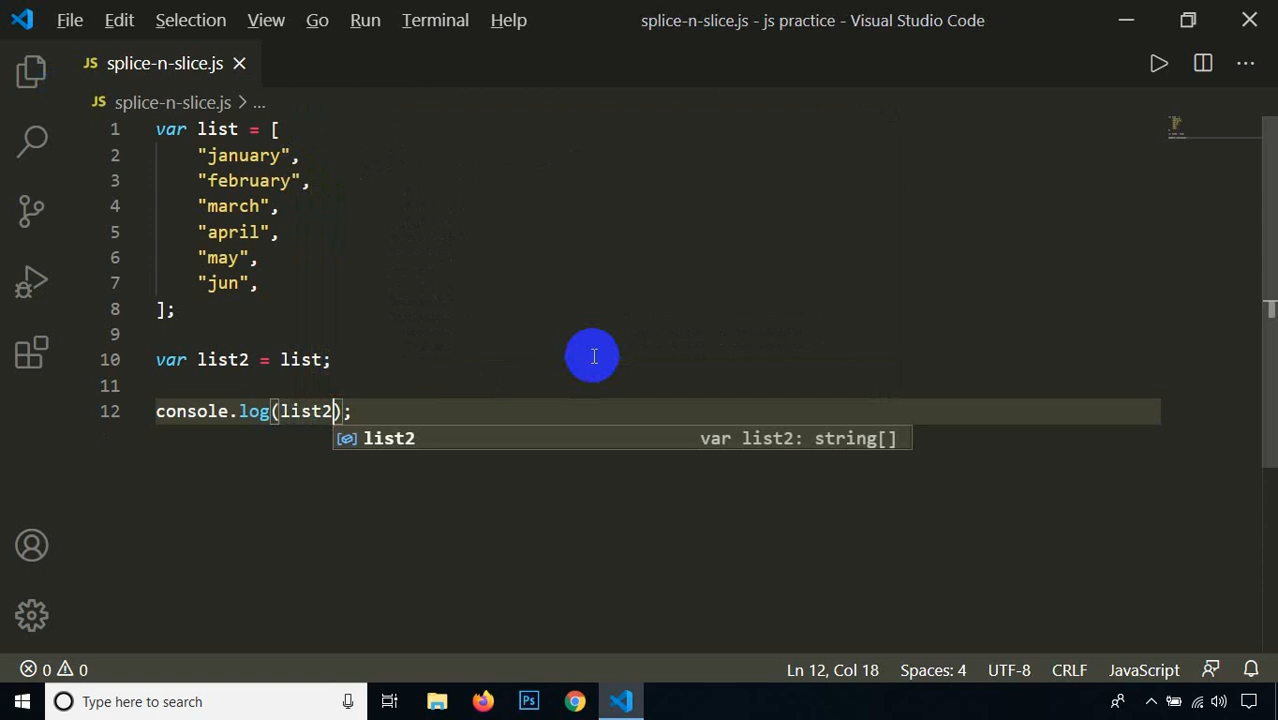 File Edit Selection View Go Run Terminal Help splice-n-slice.js - js practice - Visual Studio Code
JS splice-n-slice.js
JS splice-n-slice.js > ...
1 var list = [
2 "january",
3 "february",
4 "march",
5 "april",
6 "may",
7 "jun",
8 ];
9
10 var list2 = list;
11
12 console.log(list2);
list2 var list2: string[]
0 0 Ln 12, Col 18 Spaces: 4 UTF-8 CRLF JavaScript
Type here to search Ps